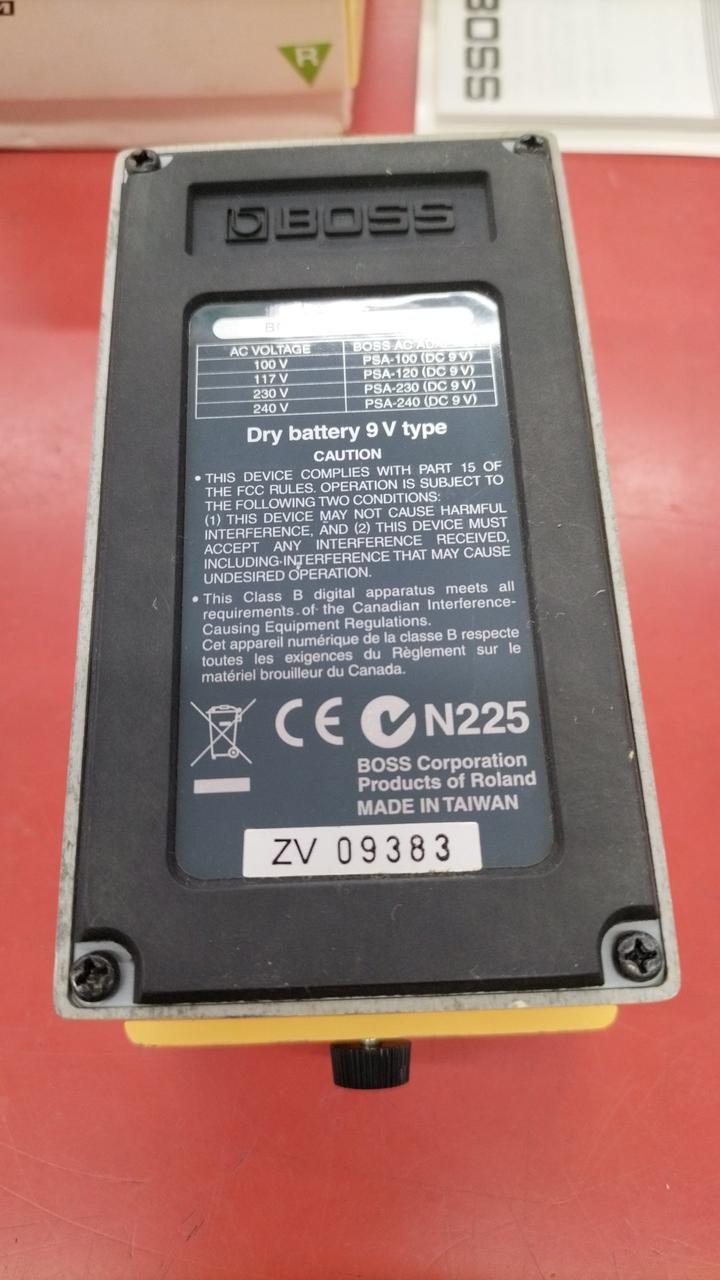 R
BOSS
BOSS
AC VOLTAGE BOSS AC
100 V PSA-100 (DC 9 V)
117 V PSA-120 (DC 9 V)
230 V PSA-230 (DC 9 V)
240 V PSA-240 (DC 9 V)
Dry battery 9 V type
CAUTION
• THIS DEVICE COMPLIES WITH PART 15 OF
THE FCC RULES. OPERATION IS SUBJECT TO
THE FOLLOWING TWO CONDITIONS:
(1) THIS DEVICE MAY NOT CAUSE HARMFUL
INTERFERENCE, AND (2) THIS DEVICE MUST
ACCEPT ANY INTERFERENCE RECEIVED,
INCLUDING INTERFERENCE THAT MAY CAUSE
UNDESIRED OPERATION.
• This Class B digital apparatus meets all
requirements of the Canadian Interference-
Causing Equipment Regulations.
Cet appareil numérique de la classe B respecte
toutes les exigences du Règlement sur le
matériel brouilleur du Canada.
CE N225
BOSS Corporation
Products of Roland
MADE IN TAIWAN
ZV 09383